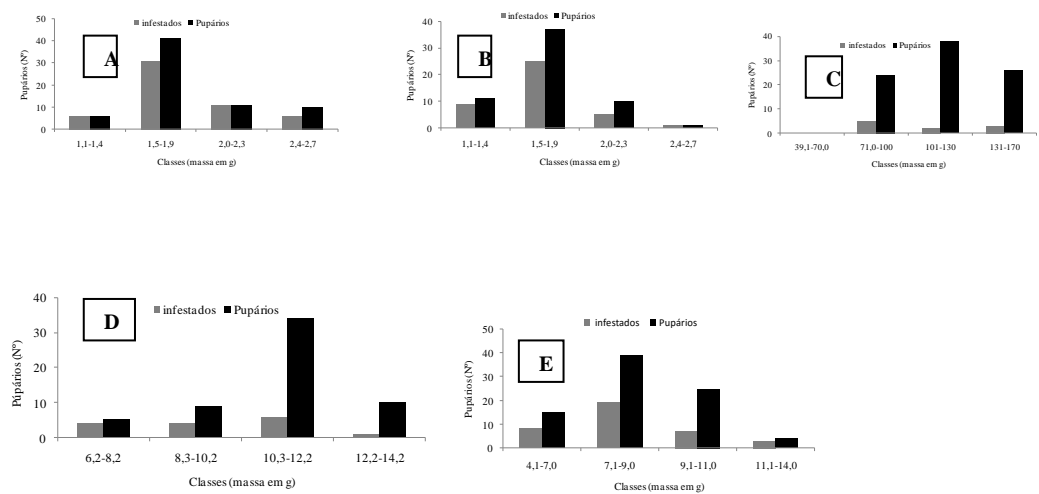 infestados Pupários
50
40
30
20
10
0
Pupários (Nº)
A
1,1-1,4 1,5-1,9 2,0-2,3 2,4-2,7
Classes (massa em g)
infestados Pupários
40
30
20
10
0
Pupários (Nº)
B
1,1-1,4 1,5-1,9 2,0-2,3 2,4-2,7
Classes (massa em g)
infestados Pupários
40
30
20
10
0
Pupários (Nº)
C
39,1-70,0 71,0-100 101-130 131-170
Classes (massa em g)
infestados Pupários
40
30
20
10
0
Púpários (Nº)
D
6,2-8,2 8,3-10,2 10,3-12,2 12,2-14,2
Classes (massa em g)
infestados Pupários
50
40
30
20
10
0
Pupários (Nº)
E
4,1-7,0 7,1-9,0 9,1-11,0 11,1-14,0
Classes (massa em g)